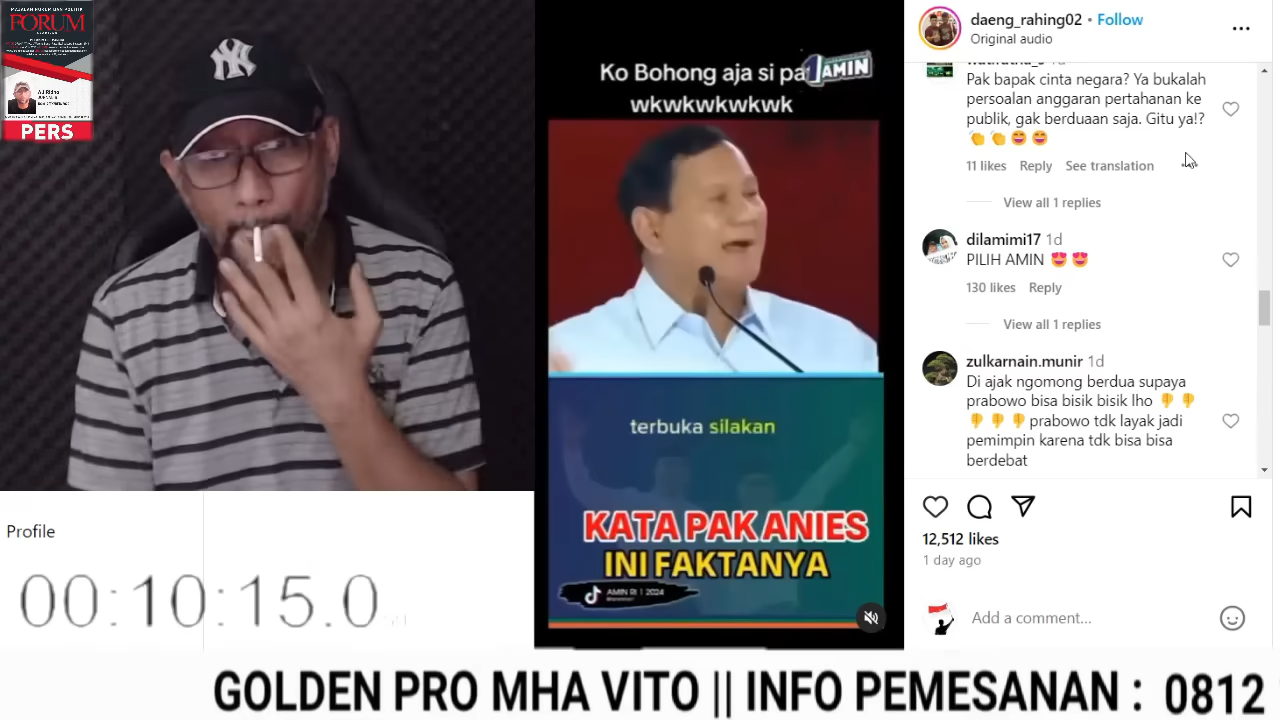 FORUM
PERS
Ko Bohong aja si pa
1AMIN
wkwkwkwkwk
terbuka silakan
KATA PAK ANIES
INI FAKTANYA
AMIN RI | 2024
daeng_rahing02 • Follow
Original audio
Pak bapak cinta negara? Ya bukalah
persoalan anggaran pertahanan ke
publik, gak berduaan saja. Gitu ya!?
👏 👏 😄 😄
11 likes Reply See translation
View all 1 replies
dilamimi17 1d
PILIH AMIN 😍 😍
130 likes Reply
View all 1 replies
zulkarnain.munir 1d
Di ajak ngomong berdua supaya
prabowo bisa bisik bisik lho 👎 👎
👎 👎 👎 prabowo tdk layak jadi
pemimpin karena tdk bisa bisa
berdebat
12,512 likes
1 day ago
Add a comment...
Profile
00:10:15.0
GOLDEN PRO MHA VITO || INFO PEMESANAN : 0812